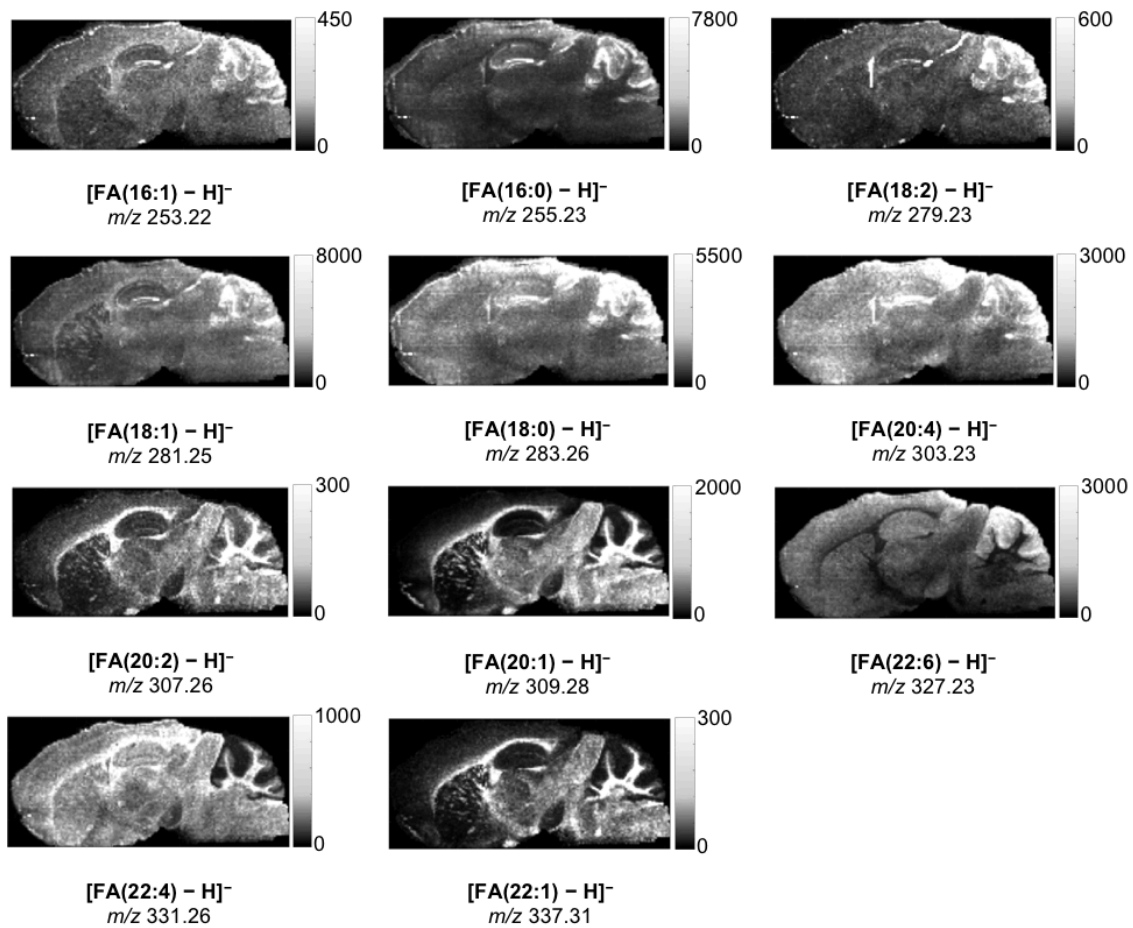 450
0
7800
0
600
0
[FA(16:1) – H]⁻
m/z 253.22
[FA(16:0) – H]⁻
m/z 255.23
[FA(18:2) – H]⁻
m/z 279.23
8000
0
5500
0
3000
0
[FA(18:1) – H]⁻
m/z 281.25
[FA(18:0) – H]⁻
m/z 283.26
[FA(20:4) – H]⁻
m/z 303.23
300
0
2000
0
3000
0
[FA(20:2) – H]⁻
m/z 307.26
[FA(20:1) – H]⁻
m/z 309.28
[FA(22:6) – H]⁻
m/z 327.23
1000
0
300
0
[FA(22:4) – H]⁻
m/z 331.26
[FA(22:1) – H]⁻
m/z 337.31